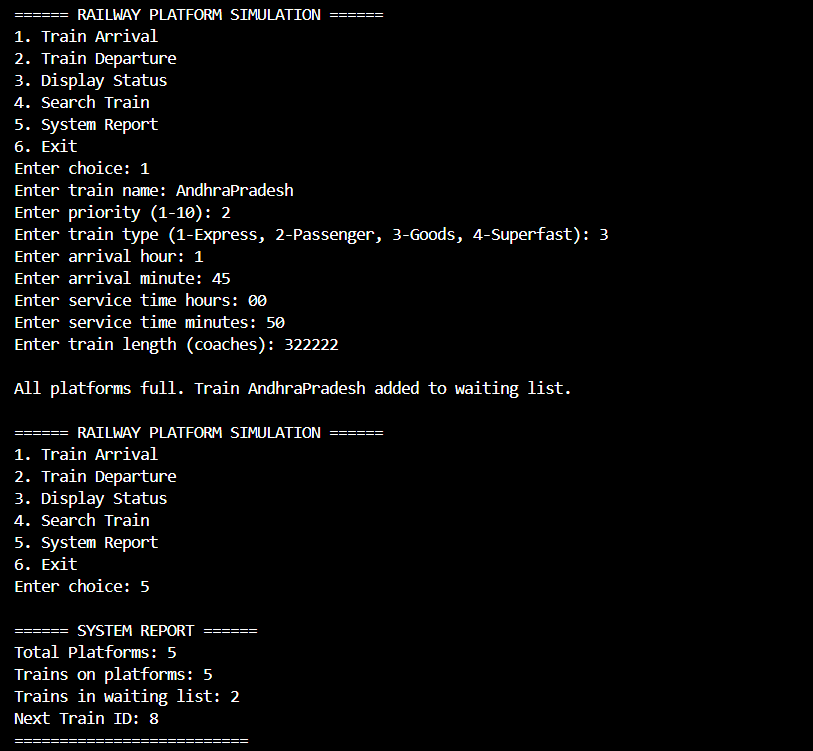 ====== RAILWAY PLATFORM SIMULATION ======
1. Train Arrival
2. Train Departure
3. Display Status
4. Search Train
5. System Report
6. Exit
Enter choice: 1
Enter train name: AndhraPradesh
Enter priority (1-10): 2
Enter train type (1-Express, 2-Passenger, 3-Goods, 4-Superfast): 3
Enter arrival hour: 1
Enter arrival minute: 45
Enter service time hours: 00
Enter service time minutes: 50
Enter train length (coaches): 322222
All platforms full. Train AndhraPradesh added to waiting list.
====== RAILWAY PLATFORM SIMULATION ======
1. Train Arrival
2. Train Departure
3. Display Status
4. Search Train
5. System Report
6. Exit
Enter choice: 5
====== SYSTEM REPORT ======
Total Platforms: 5
Trains on platforms: 5
Trains in waiting list: 2
Next Train ID: 8
==========================